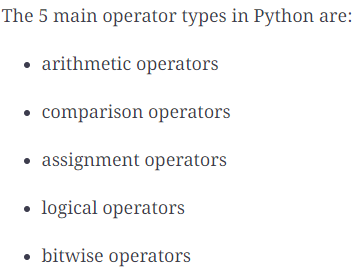 The 5 main operator types in Python are:
• arithmetic operators
• comparison operators
• assignment operators
• logical operators
• bitwise operators